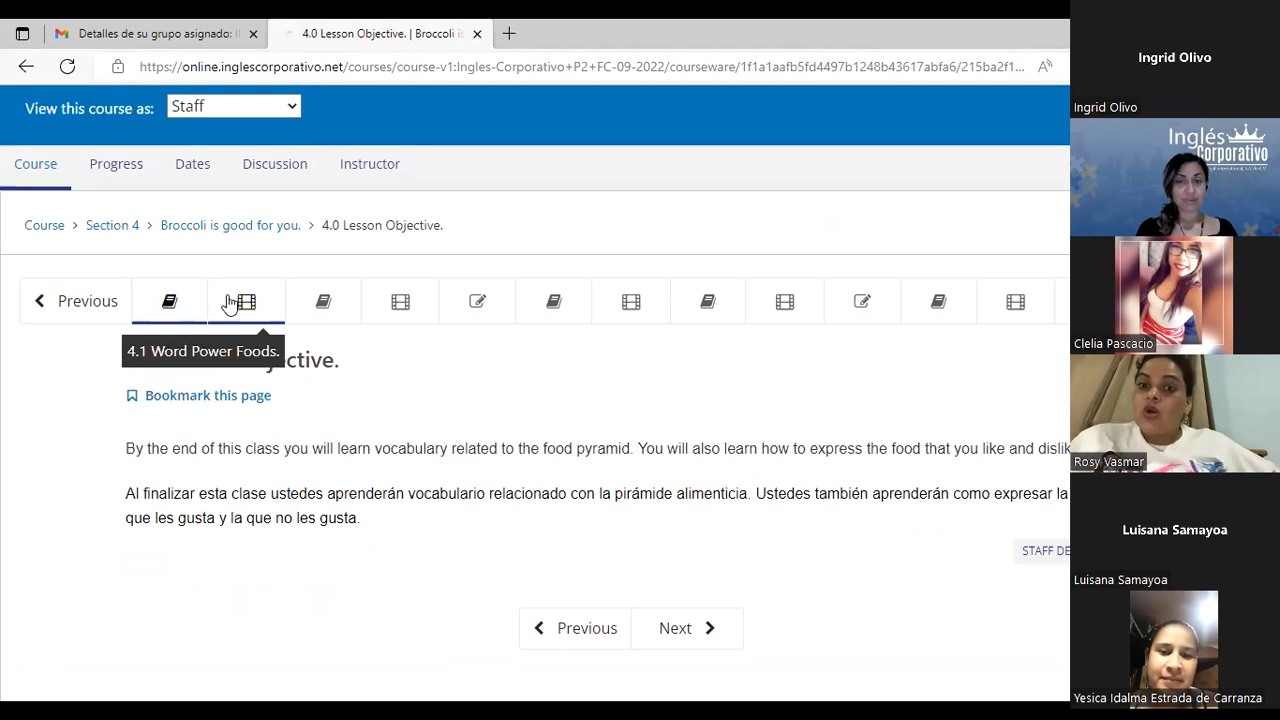 Detalles de su grupo asignado: I
4.0 Lesson Objective. | Broccoli is
https://online.inglescorporativo.net/courses/course-v1:Ingles-Corporativo+P2+FC-09-2022/courseware/1f1a1aafb5fd4497b1248b43617abfa6/215ba2f1...
View this course as: Staff
Course Progress Dates Discussion Instructor
Course > Section 4 > Broccoli is good for you. > 4.0 Lesson Objective.
Previous
4.1 Word Power Foods.
jective.
Bookmark this page
By the end of this class you will learn vocabulary related to the food pyramid. You will also learn how to express the food that you like and dislik
Al finalizar esta clase ustedes aprenderán vocabulario relacionado con la pirámide alimenticia. Ustedes también aprenderán como expresar la
que les gusta y la que no les gusta.
STAFF DE
Previous Next
Ingrid Olivo
Ingrid Olivo
Inglés
Corporativo
Clelia Pascacio
Rosy Vasmar
Luisana Samayoa
Luisana Samayoa
Yesica Idalma Estrada de Carranza